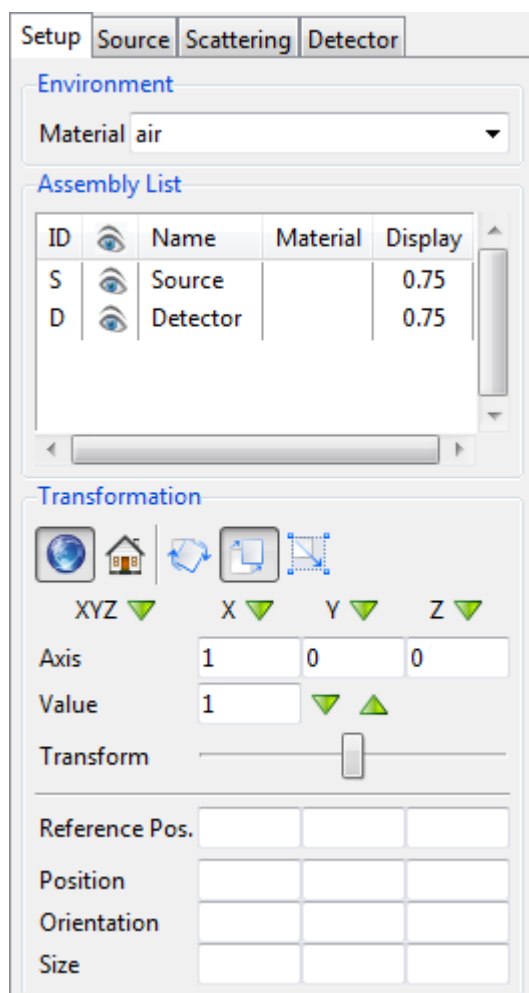 Setup Source Scattering Detector
Environment
Material air
Assembly List
ID Name Material Display
S Source 0.75
D Detector 0.75
Transformation
XYZ X Y Z
Axis 1 0 0
Value 1
Transform
Reference Pos.
Position
Orientation
Size